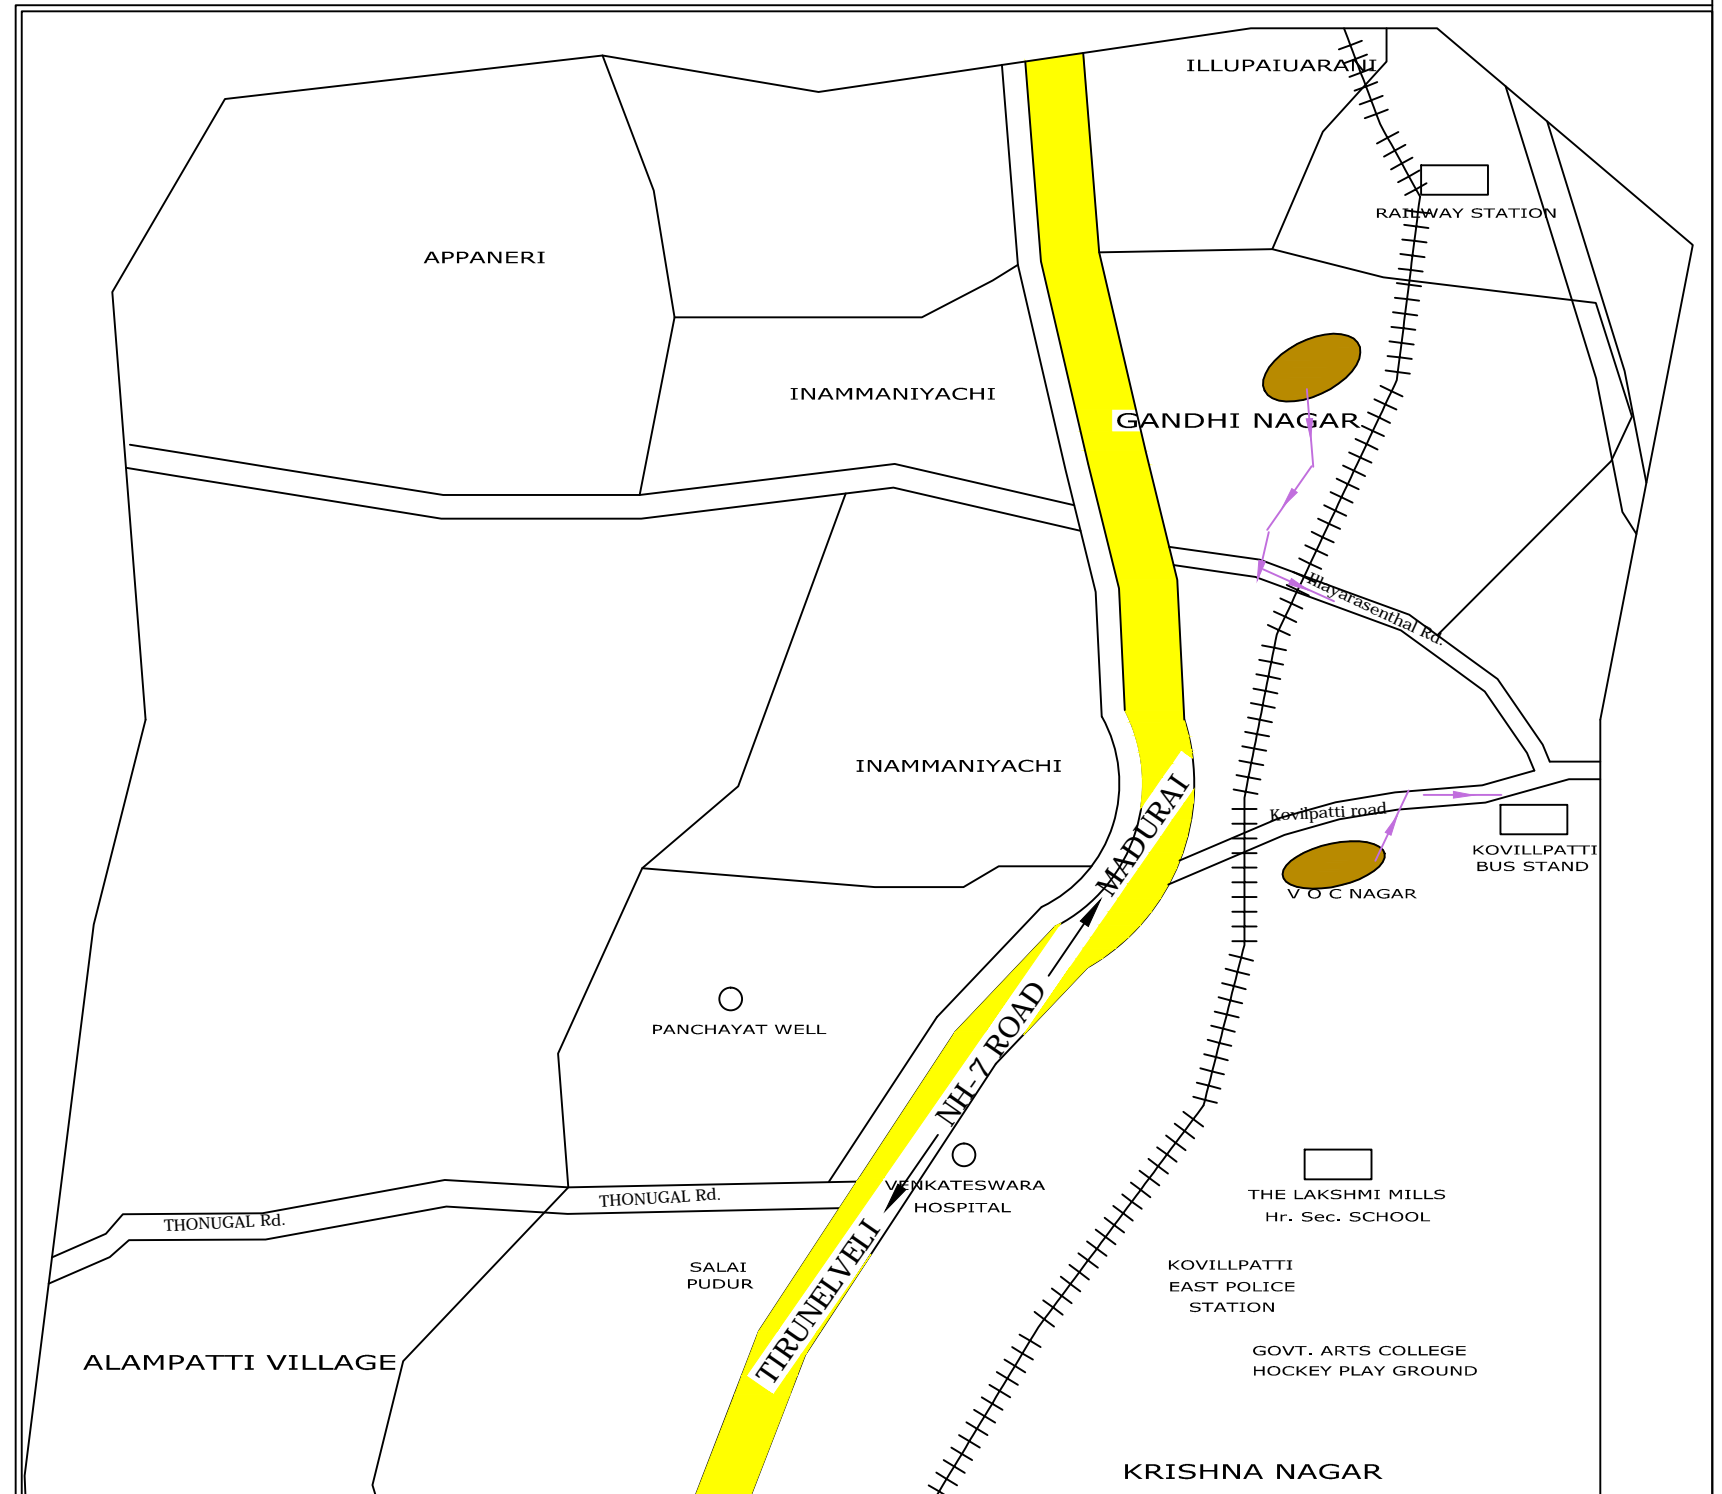 ILLUPAIUARANI
RAILWAY STATION
APPANERI
INAMMANIYACHI
GANDHI NAGAR
Illayarasenthal Rd.
INAMMANIYACHI
MADURAI
Kovilpatti road
KOVILLPATTI
BUS STAND
V O C NAGAR
NH-7 ROAD
PANCHAYAT WELL
VENKATESWARA
HOSPITAL
THONUGAL Rd.
THONUGAL Rd.
THE LAKSHMI MILLS
Hr. Sec. SCHOOL
TIRUNELVELI
SALAI
PUDUR
KOVILLPATTI
EAST POLICE
STATION
GOVT. ARTS COLLEGE
HOCKEY PLAY GROUND
ALAMPATTI VILLAGE
KRISHNA NAGAR